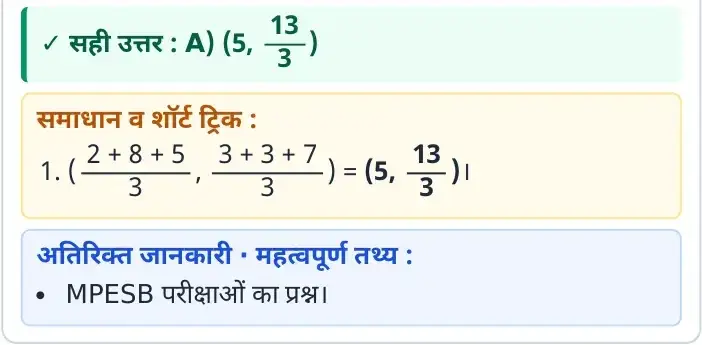 ✓ सही उत्तर : A) (5, 13/3)
समाधान व शॉर्ट ट्रिक :
1. (2 + 8 + 5/3, 3 + 3 + 7/3) = (5, 13/3)।
अतिरिक्त जानकारी · महत्वपूर्ण तथ्य :
• MPESB परीक्षाओं का प्रश्न।